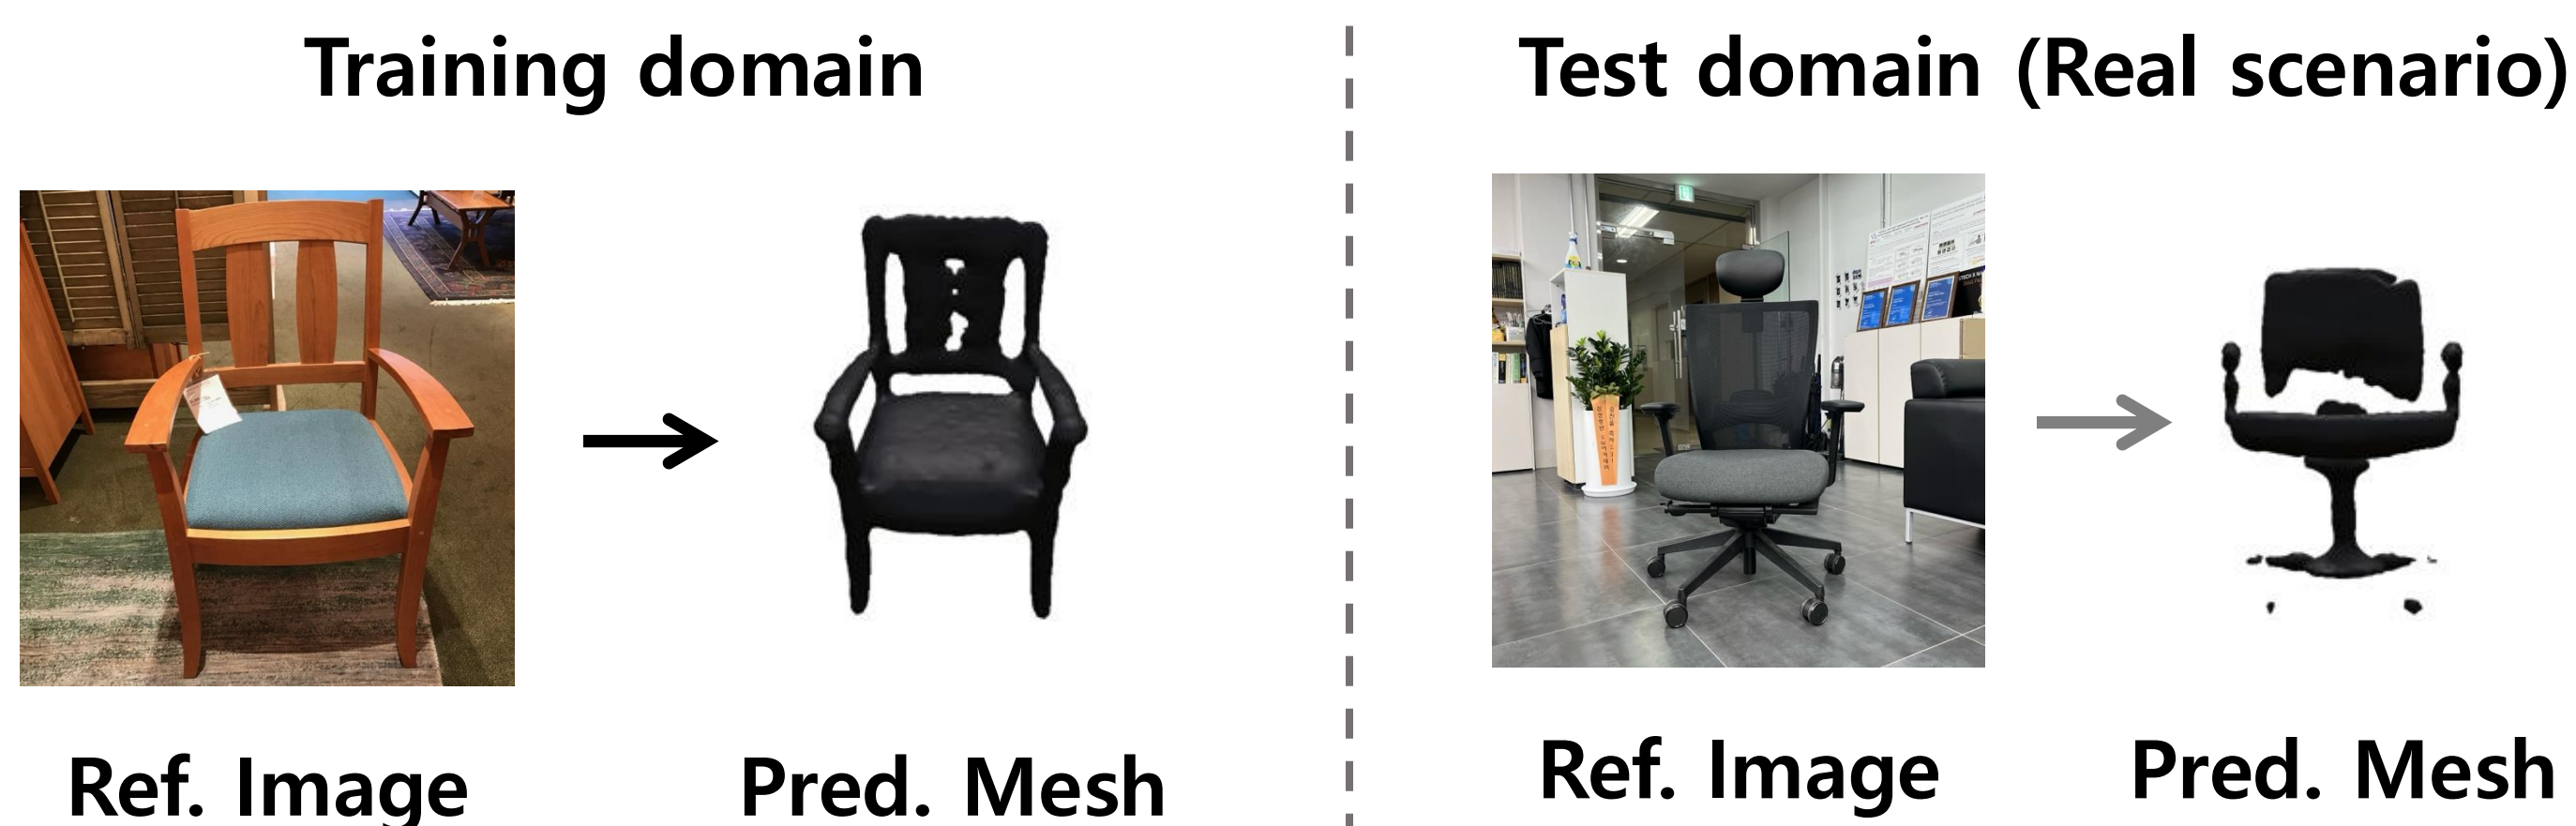 Training domain
Test domain (Real scenario)
Ref. Image
Pred. Mesh
Ref. Image
Pred. Mesh